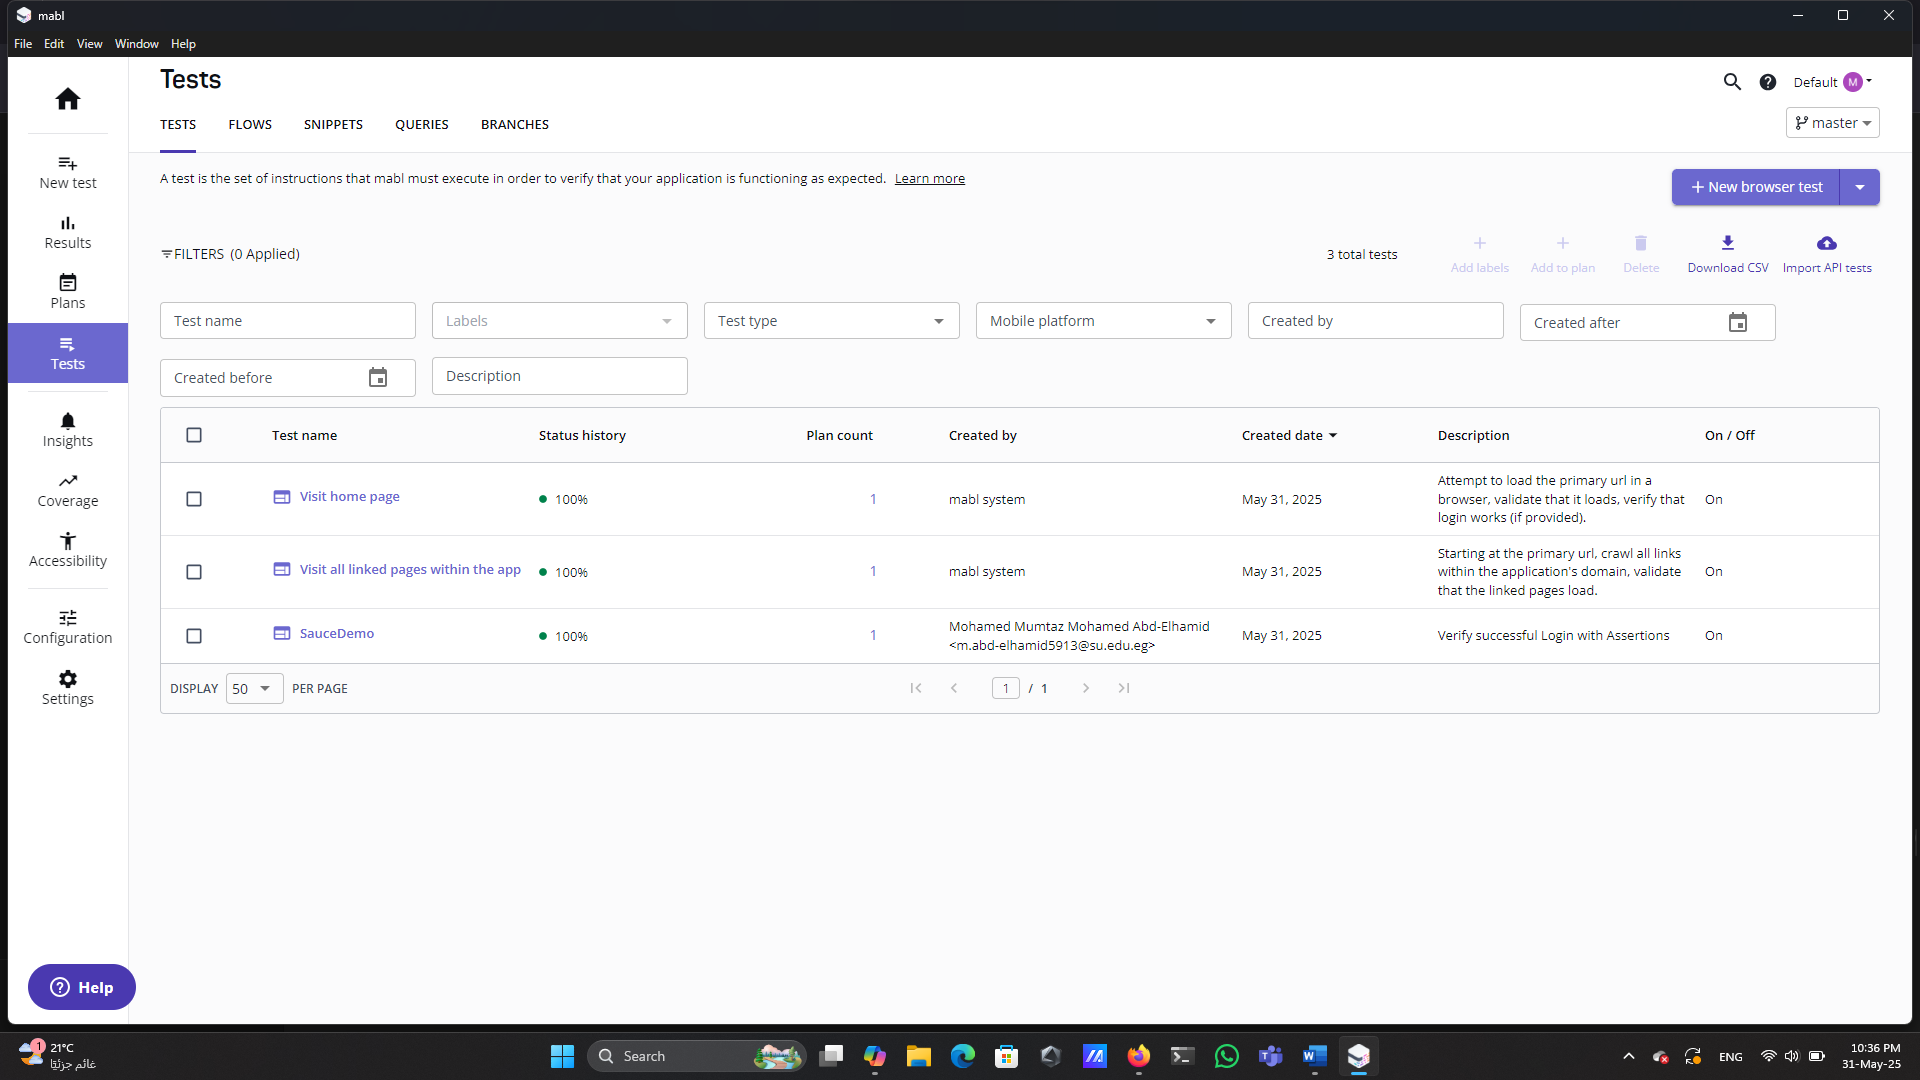 mabl
File Edit View Window Help
Tests
Default M
TESTS FLOWS SNIPPETS QUERIES BRANCHES
master
New test
Results
Plans
Tests
Insights
Coverage
Accessibility
Configuration
Settings
Help
A test is the set of instructions that mabl must execute in order to verify that your application is functioning as expected. Learn more
+ New browser test
FILTERS (0 Applied)
3 total tests
Add labels
Add to plan
Delete
Download CSV
Import API tests
Test name
Labels
Test type
Mobile platform
Created by
Created after
Created before
Description
Test name Status history Plan count Created by Created date Description On / Off
Visit home page 100% 1 mabl system May 31, 2025
Attempt to load the primary url in a
browser, validate that it loads, verify that
login works (if provided).
On
Visit all linked pages within the app 100% 1 mabl system May 31, 2025
Starting at the primary url, crawl all links
within the application's domain, validate
that the linked pages load.
On
SauceDemo 100% 1
Mohamed Mumtaz Mohamed Abd-Elhamid
<m.abd-elhamid5913@su.edu.eg>
May 31, 2025 Verify successful Login with Assertions On
DISPLAY 50 PER PAGE
1 / 1
1
21°C
غائم جزئيًا
Search
ENG
10:36 PM
31-May-25